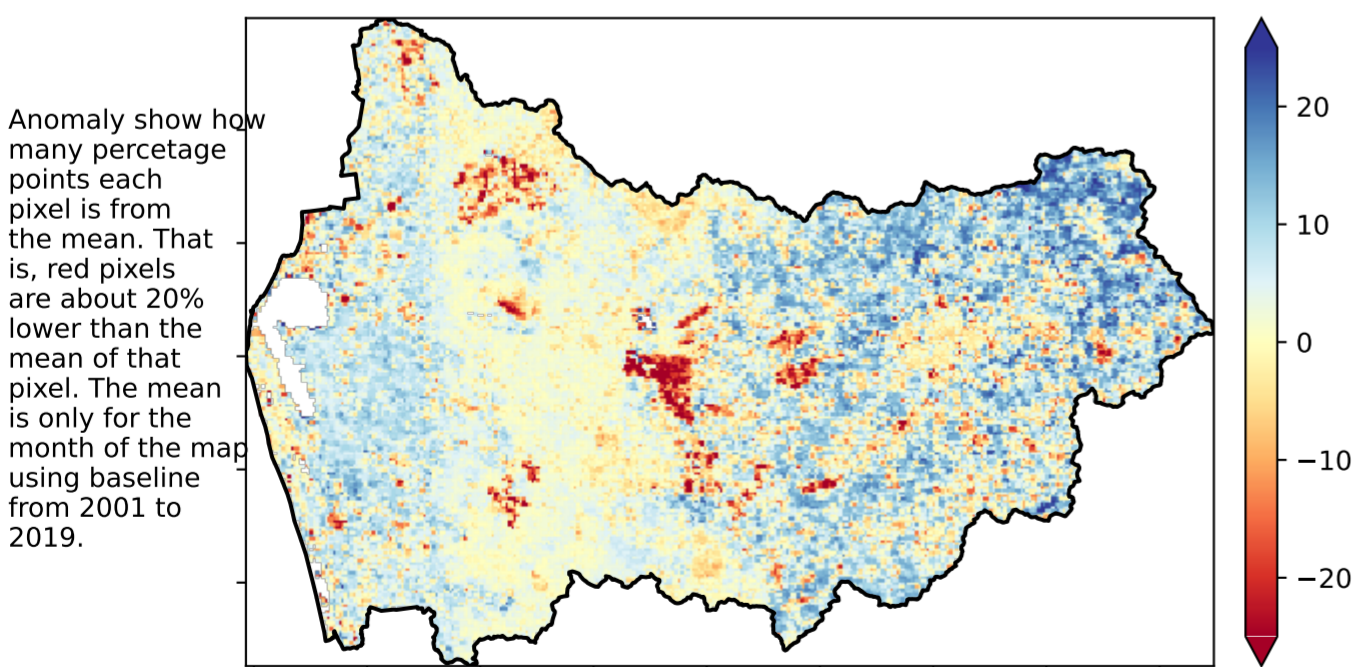 Anomaly show how
many percetage
points each
pixel is from
the mean. That
is, red pixels
are about 20%
lower than the
mean of that
pixel. The mean
is only for the
month of the map
using baseline
from 2001 to
2019.
20
10
0
−10
−20